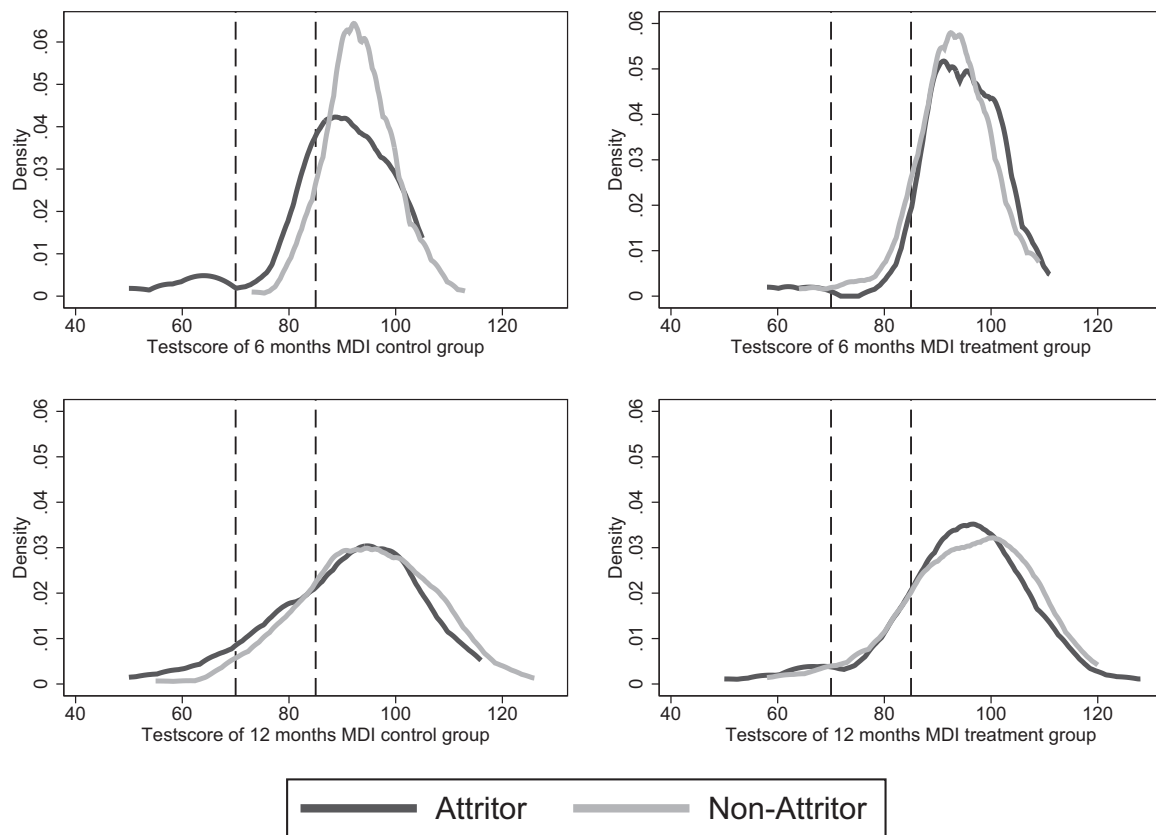 .06
.05
.04
.03
.02
.01
0
Density
40 60 80 100 120
Testscore of 6 months MDI control group
.06
.05
.04
.03
.02
.01
0
Density
40 60 80 100 120
Testscore of 6 months MDI treatment group
.06
.05
.04
.03
.02
.01
0
Density
40 60 80 100 120
Testscore of 12 months MDI control group
.06
.05
.04
.03
.02
.01
0
Density
40 60 80 100 120
Testscore of 12 months MDI treatment group
Attritor Non-Attritor